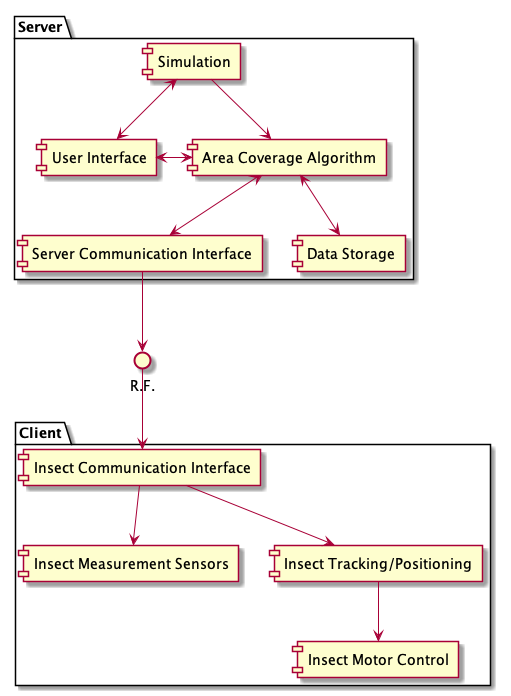 Server
Simulation
User Interface
Area Coverage Algorithm
Server Communication Interface
Data Storage
R.F.
Client
Insect Communication Interface
Insect Measurement Sensors
Insect Tracking/Positioning
Insect Motor Control